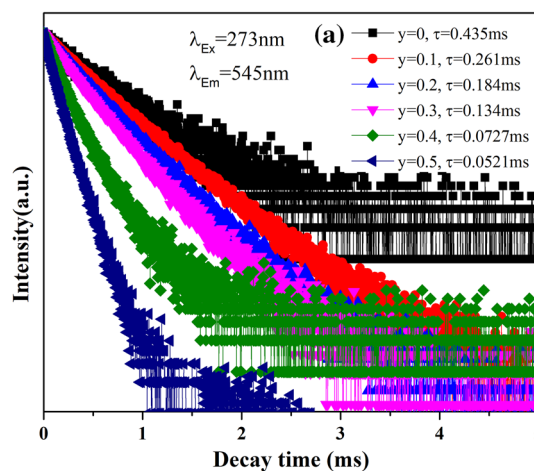 λEx=273nm
λEm=545nm
(a)
y=0, τ=0.435ms
y=0.1, τ=0.261ms
y=0.2, τ=0.184ms
y=0.3, τ=0.134ms
y=0.4, τ=0.0727ms
y=0.5, τ=0.0521ms
Intensity(a.u.)
0 1 2 3 4
Decay time (ms)